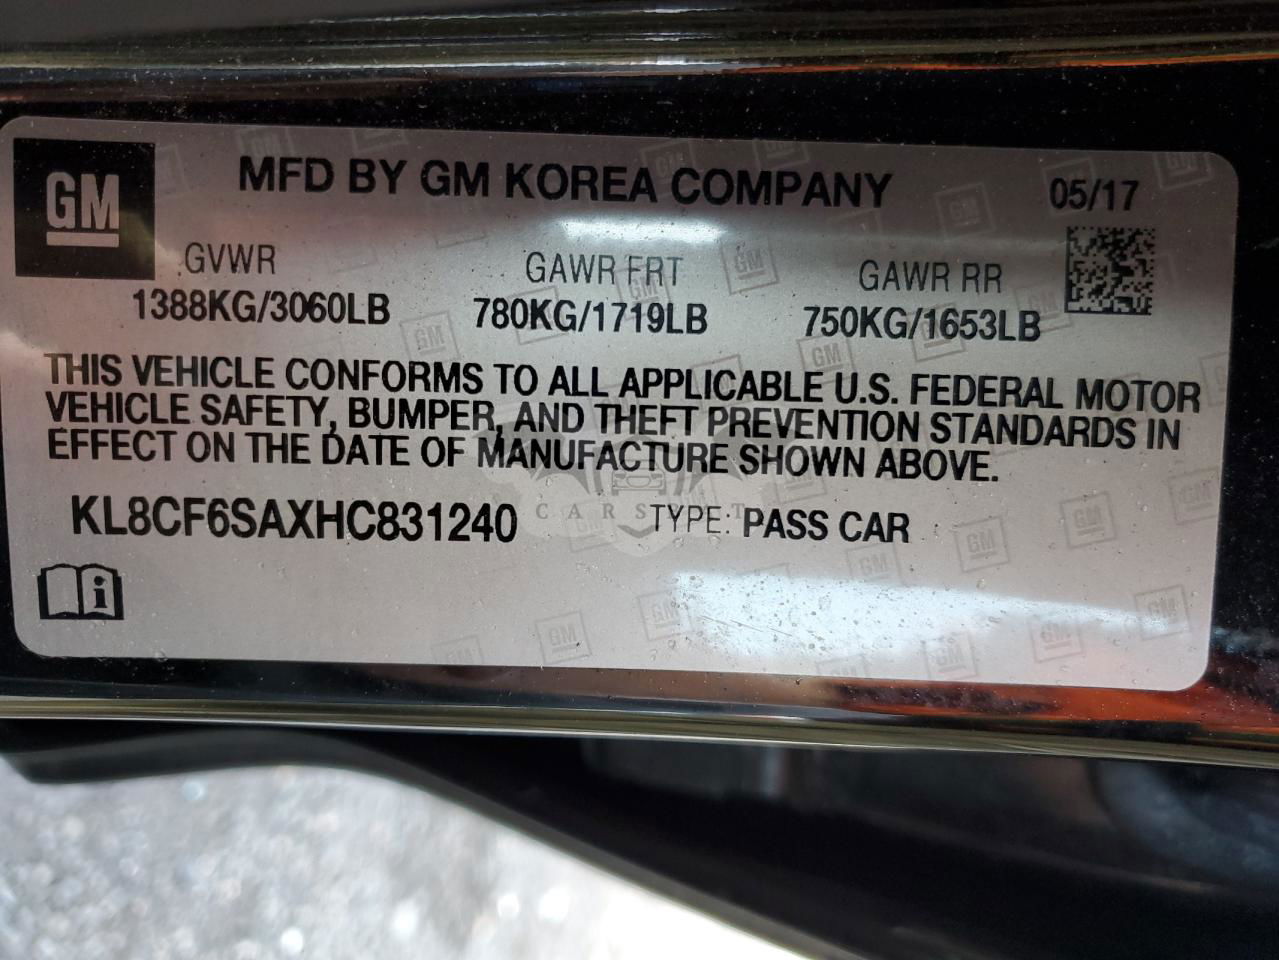 GM
MFD BY GM KOREA COMPANY
05/17
GVWR
GAWR FRT
GAWR RR
1388KG/3060LB
780KG/1719LB
750KG/1653LB
THIS VEHICLE CONFORMS TO ALL APPLICABLE U.S. FEDERAL MOTOR
VEHICLE SAFETY, BUMPER, AND THEFT PREVENTION STANDARDS IN
EFFECT ON THE DATE OF MANUFACTURE SHOWN ABOVE.
KL8CF6SAXHC831240
TYPE: PASS CAR